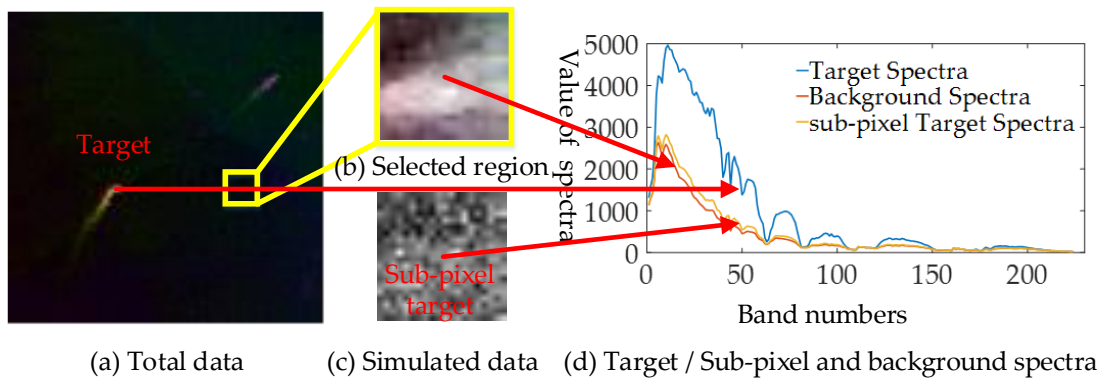 Target
(b) Selected region
Sub-pixel
target
Value of spectra
5000
4000
3000
2000
1000
0
Target Spectra
Background Spectra
sub-pixel Target Spectra
0
50
100
150
200
Band numbers
(a) Total data
(c) Simulated data
(d) Target / Sub-pixel and background spectra